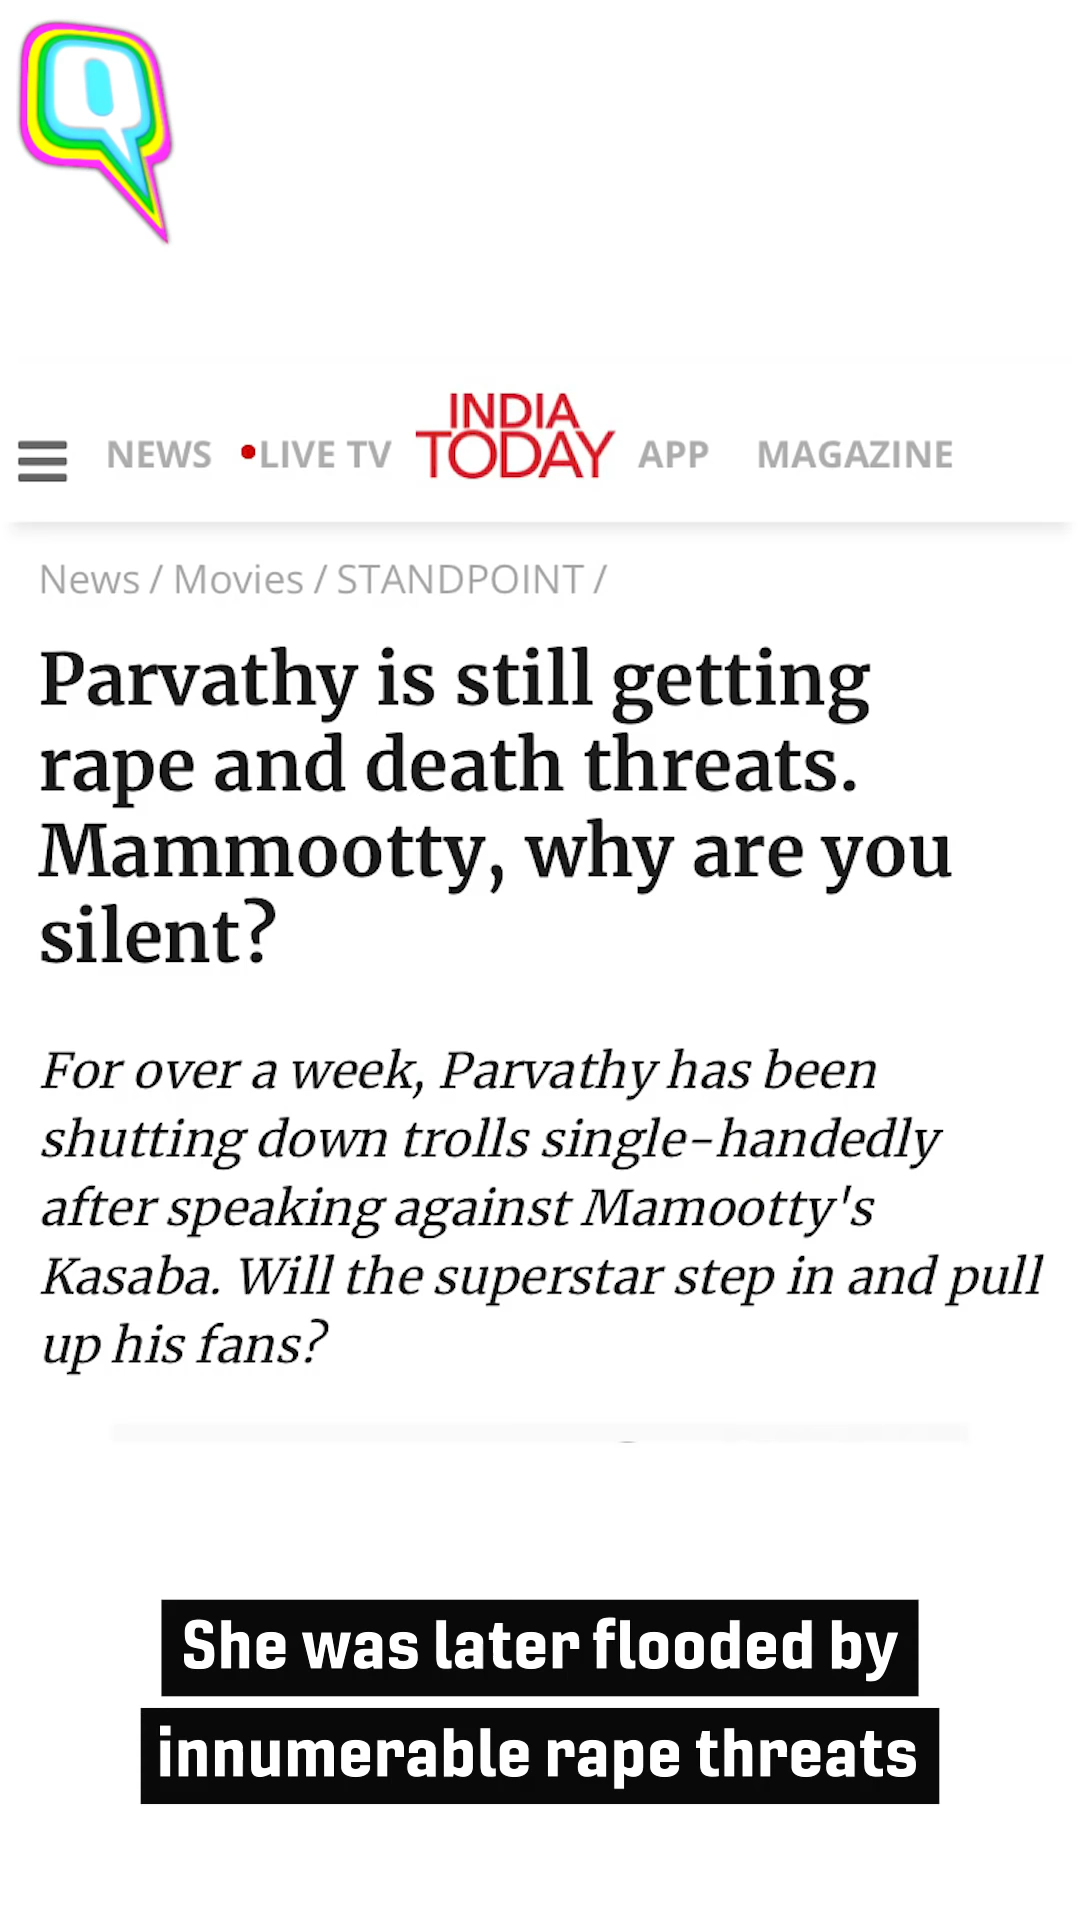 Q
NEWS •LIVE TV INDIA TODAY APP MAGAZINE
News / Movies / STANDPOINT /
Parvathy is still getting
rape and death threats.
Mammootty, why are you
silent?
For over a week, Parvathy has been
shutting down trolls single-handedly
after speaking against Mamootty's
Kasaba. Will the superstar step in and pull
up his fans?
She was later flooded by
innumerable rape threats